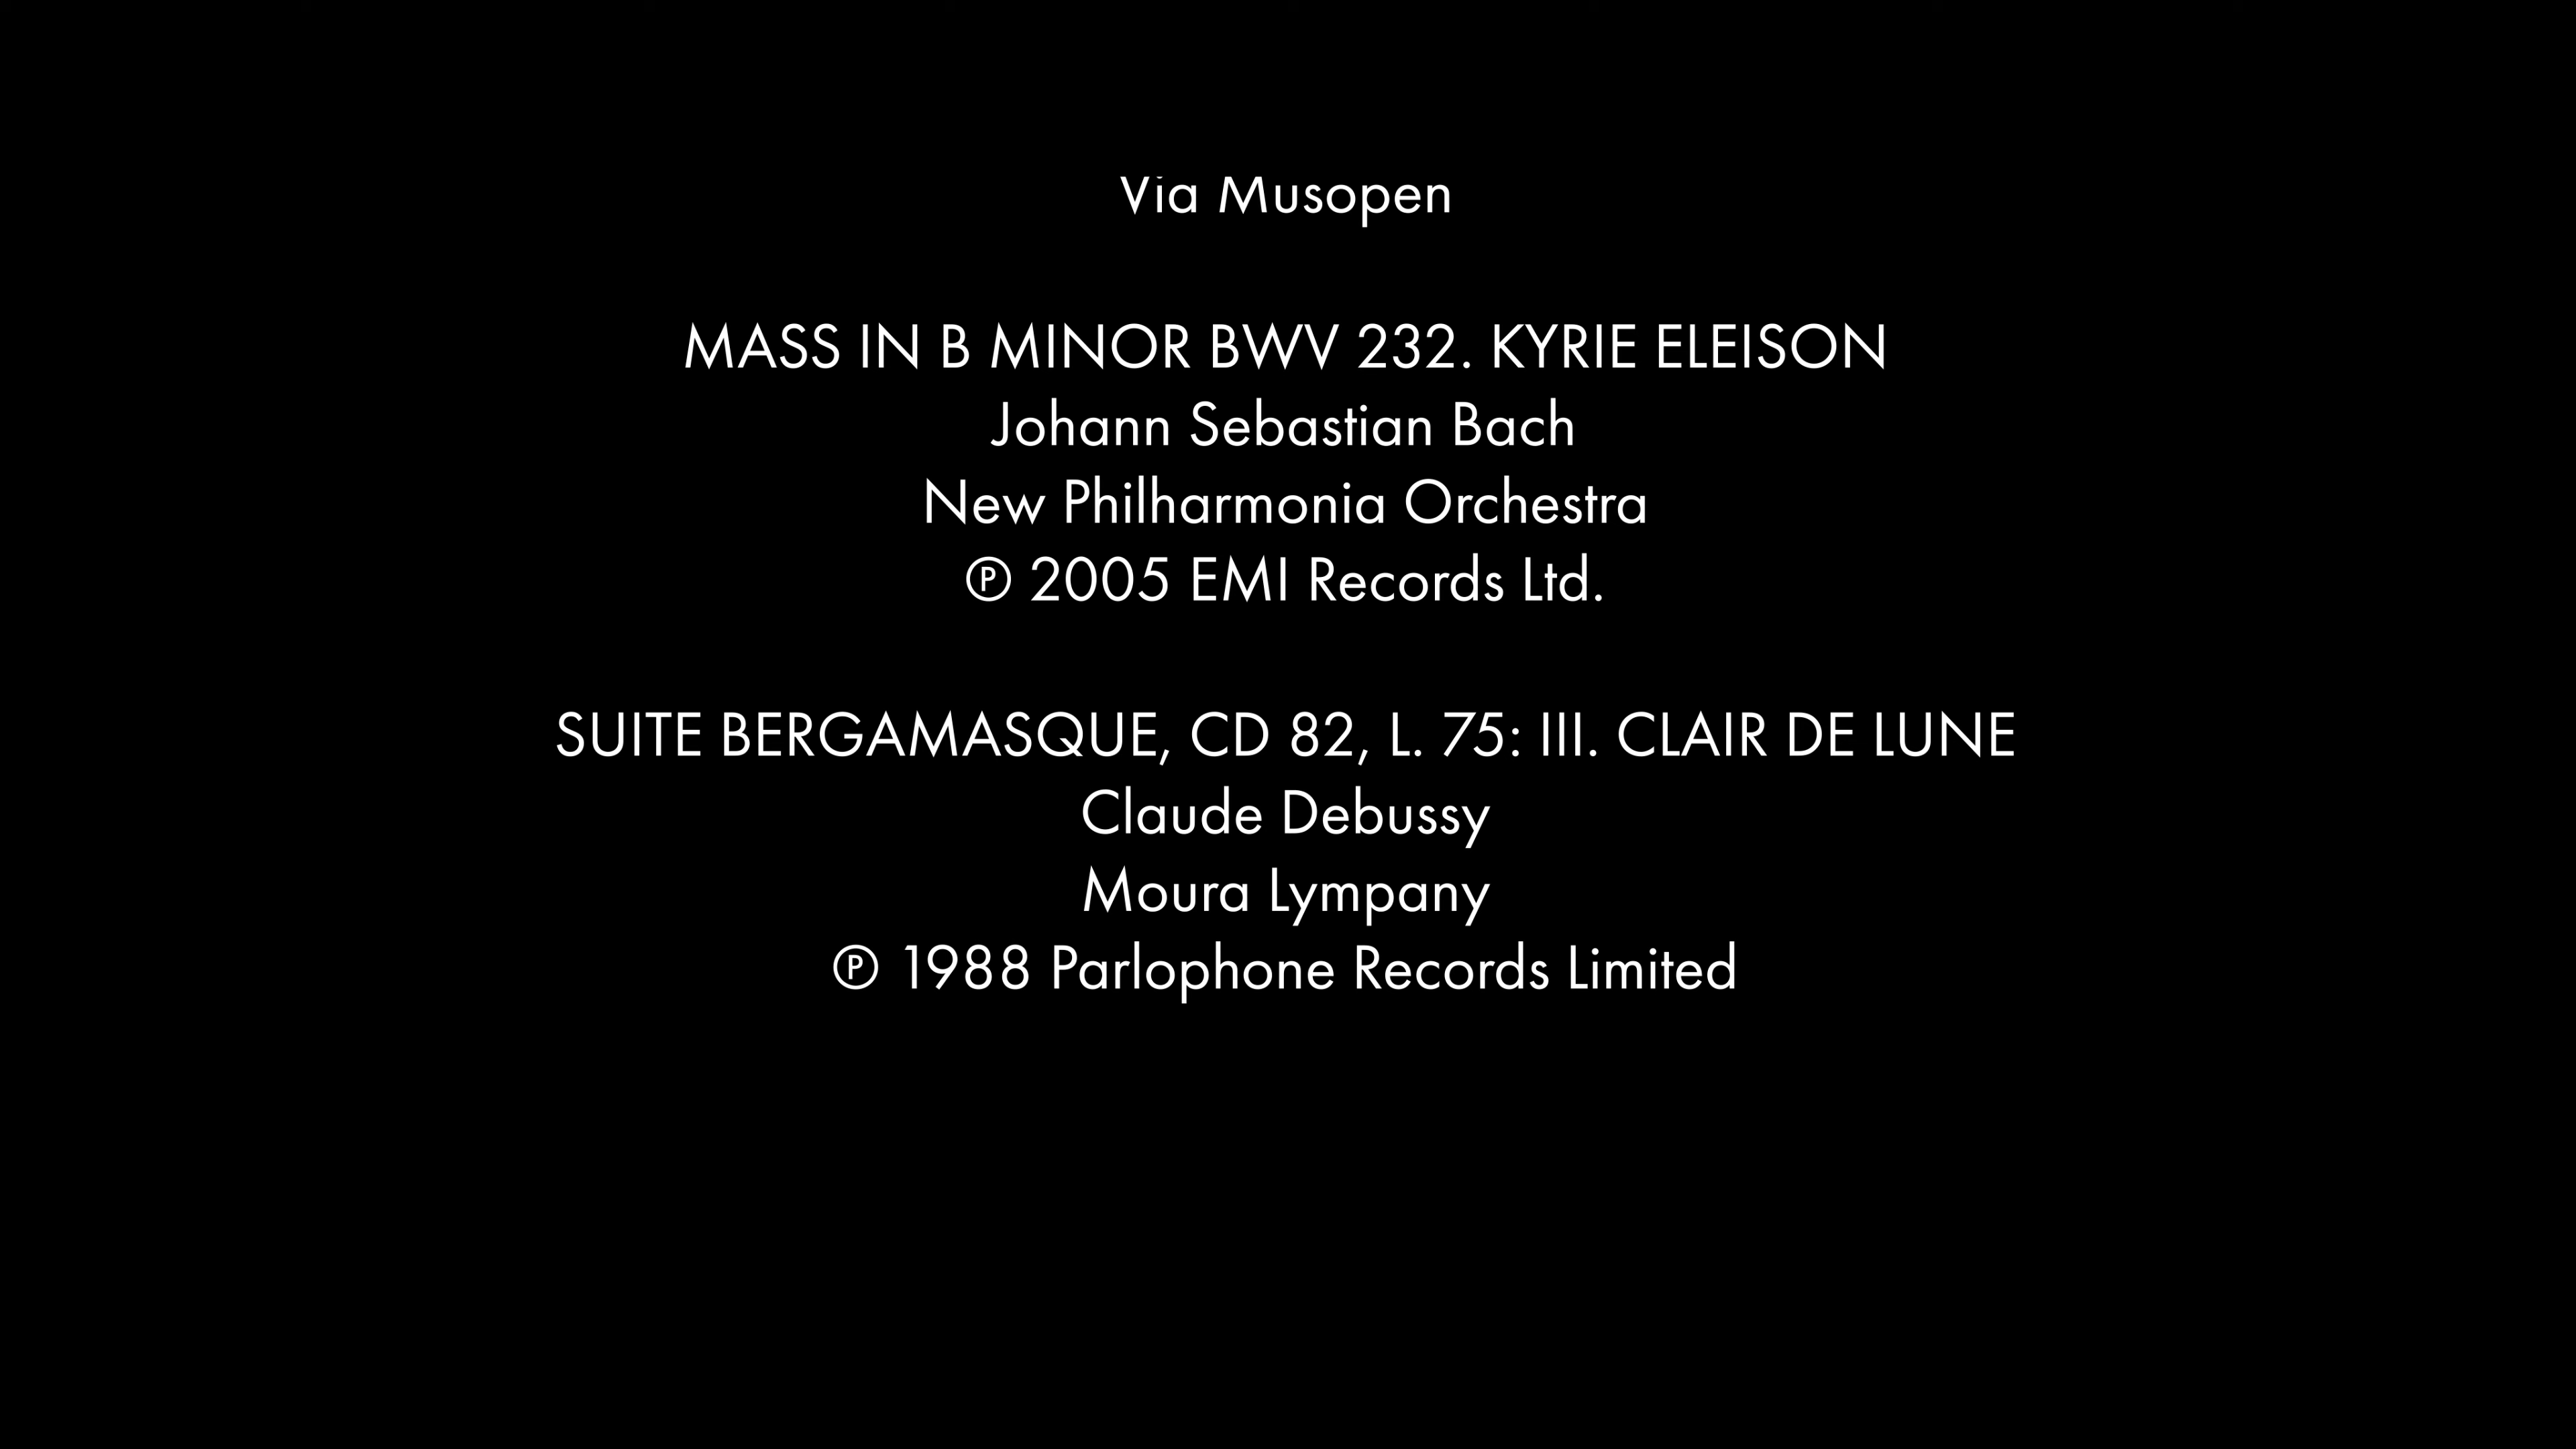 Via Musopen
MASS IN B MINOR BWV 232. KYRIE ELEISON
Johann Sebastian Bach
New Philharmonia Orchestra
℗ 2005 EMI Records Ltd.
SUITE BERGAMASQUE, CD 82, L. 75: III. CLAIR DE LUNE
Claude Debussy
Moura Lympany
℗ 1988 Parlophone Records Limited